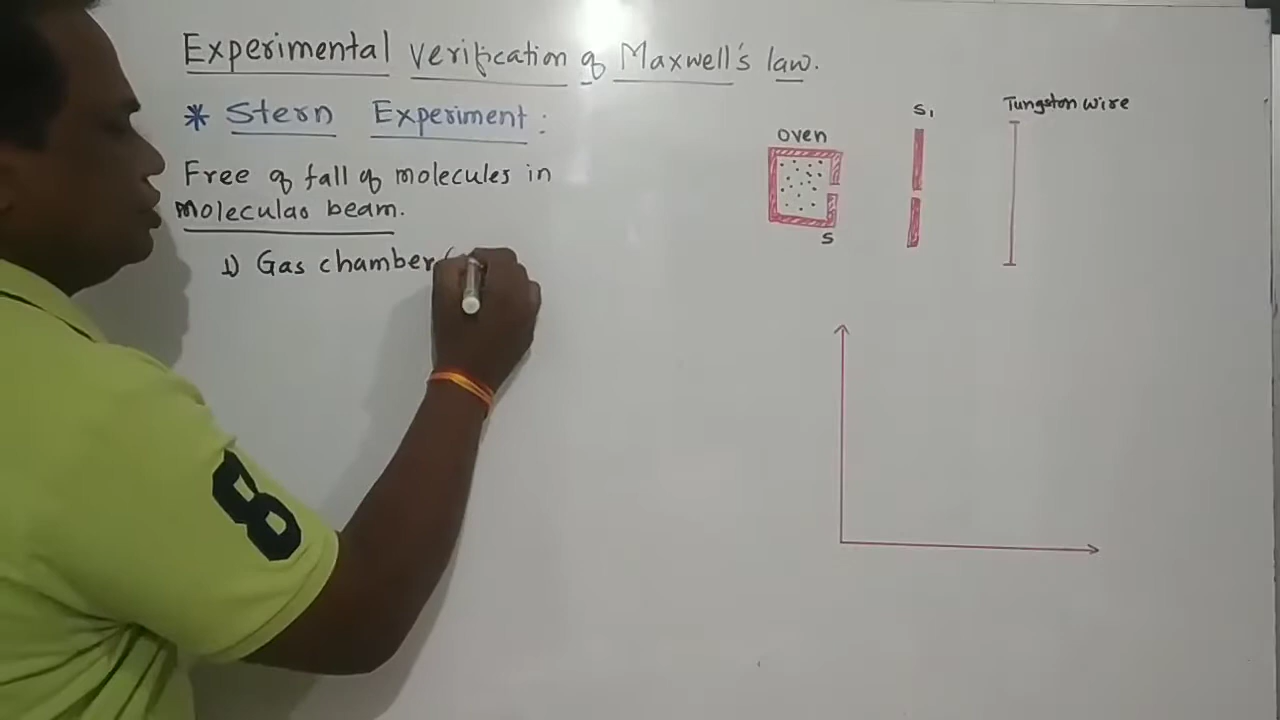 Experimental verification of Maxwell's law.
* Stern Experiment:
Free of fall of molecules in
Moleculas beam.
1) Gas chamber (
oven
S
S1
Tungston wire
8